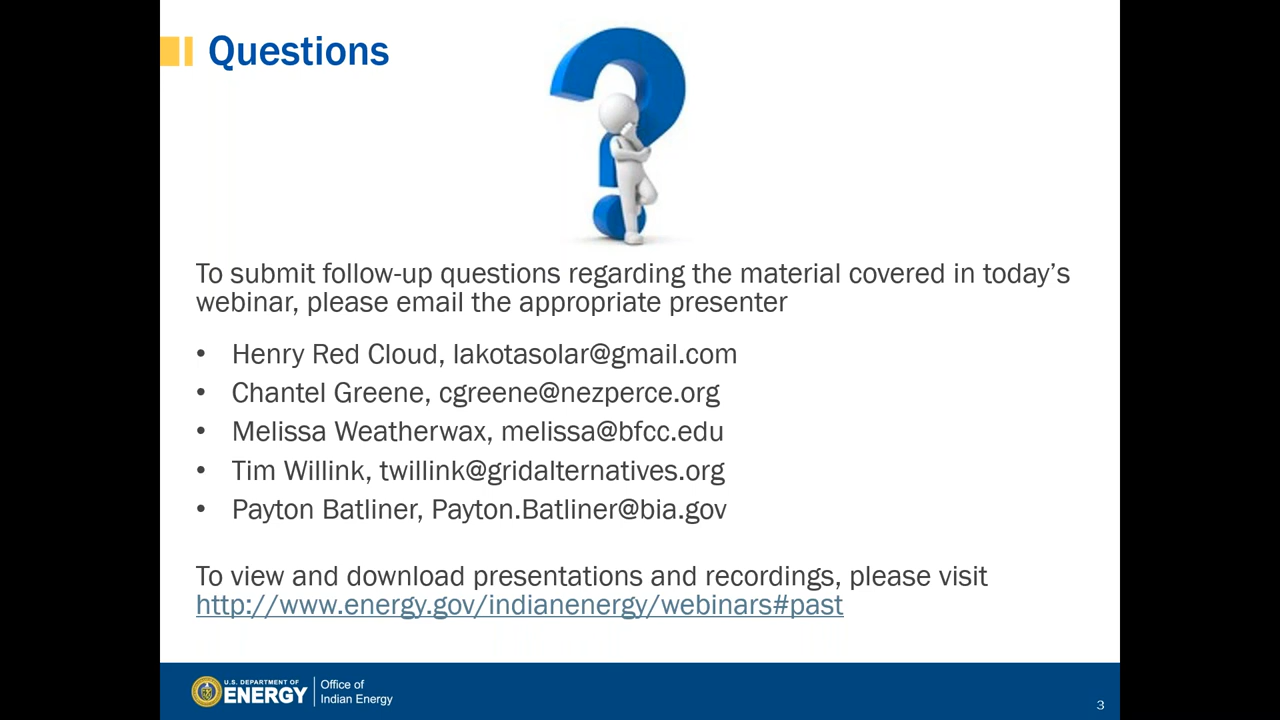 Questions
To submit follow-up questions regarding the material covered in today’s
webinar, please email the appropriate presenter
• Henry Red Cloud, lakotasolar@gmail.com
• Chantel Greene, cgreene@nezperce.org
• Melissa Weatherwax, melissa@bfcc.edu
• Tim Willink, twillink@gridalternatives.org
• Payton Batliner, Payton.Batliner@bia.gov
To view and download presentations and recordings, please visit
http://www.energy.gov/indianenergy/webinars#past
U.S. DEPARTMENT OF
ENERGY
Office of
Indian Energy
3